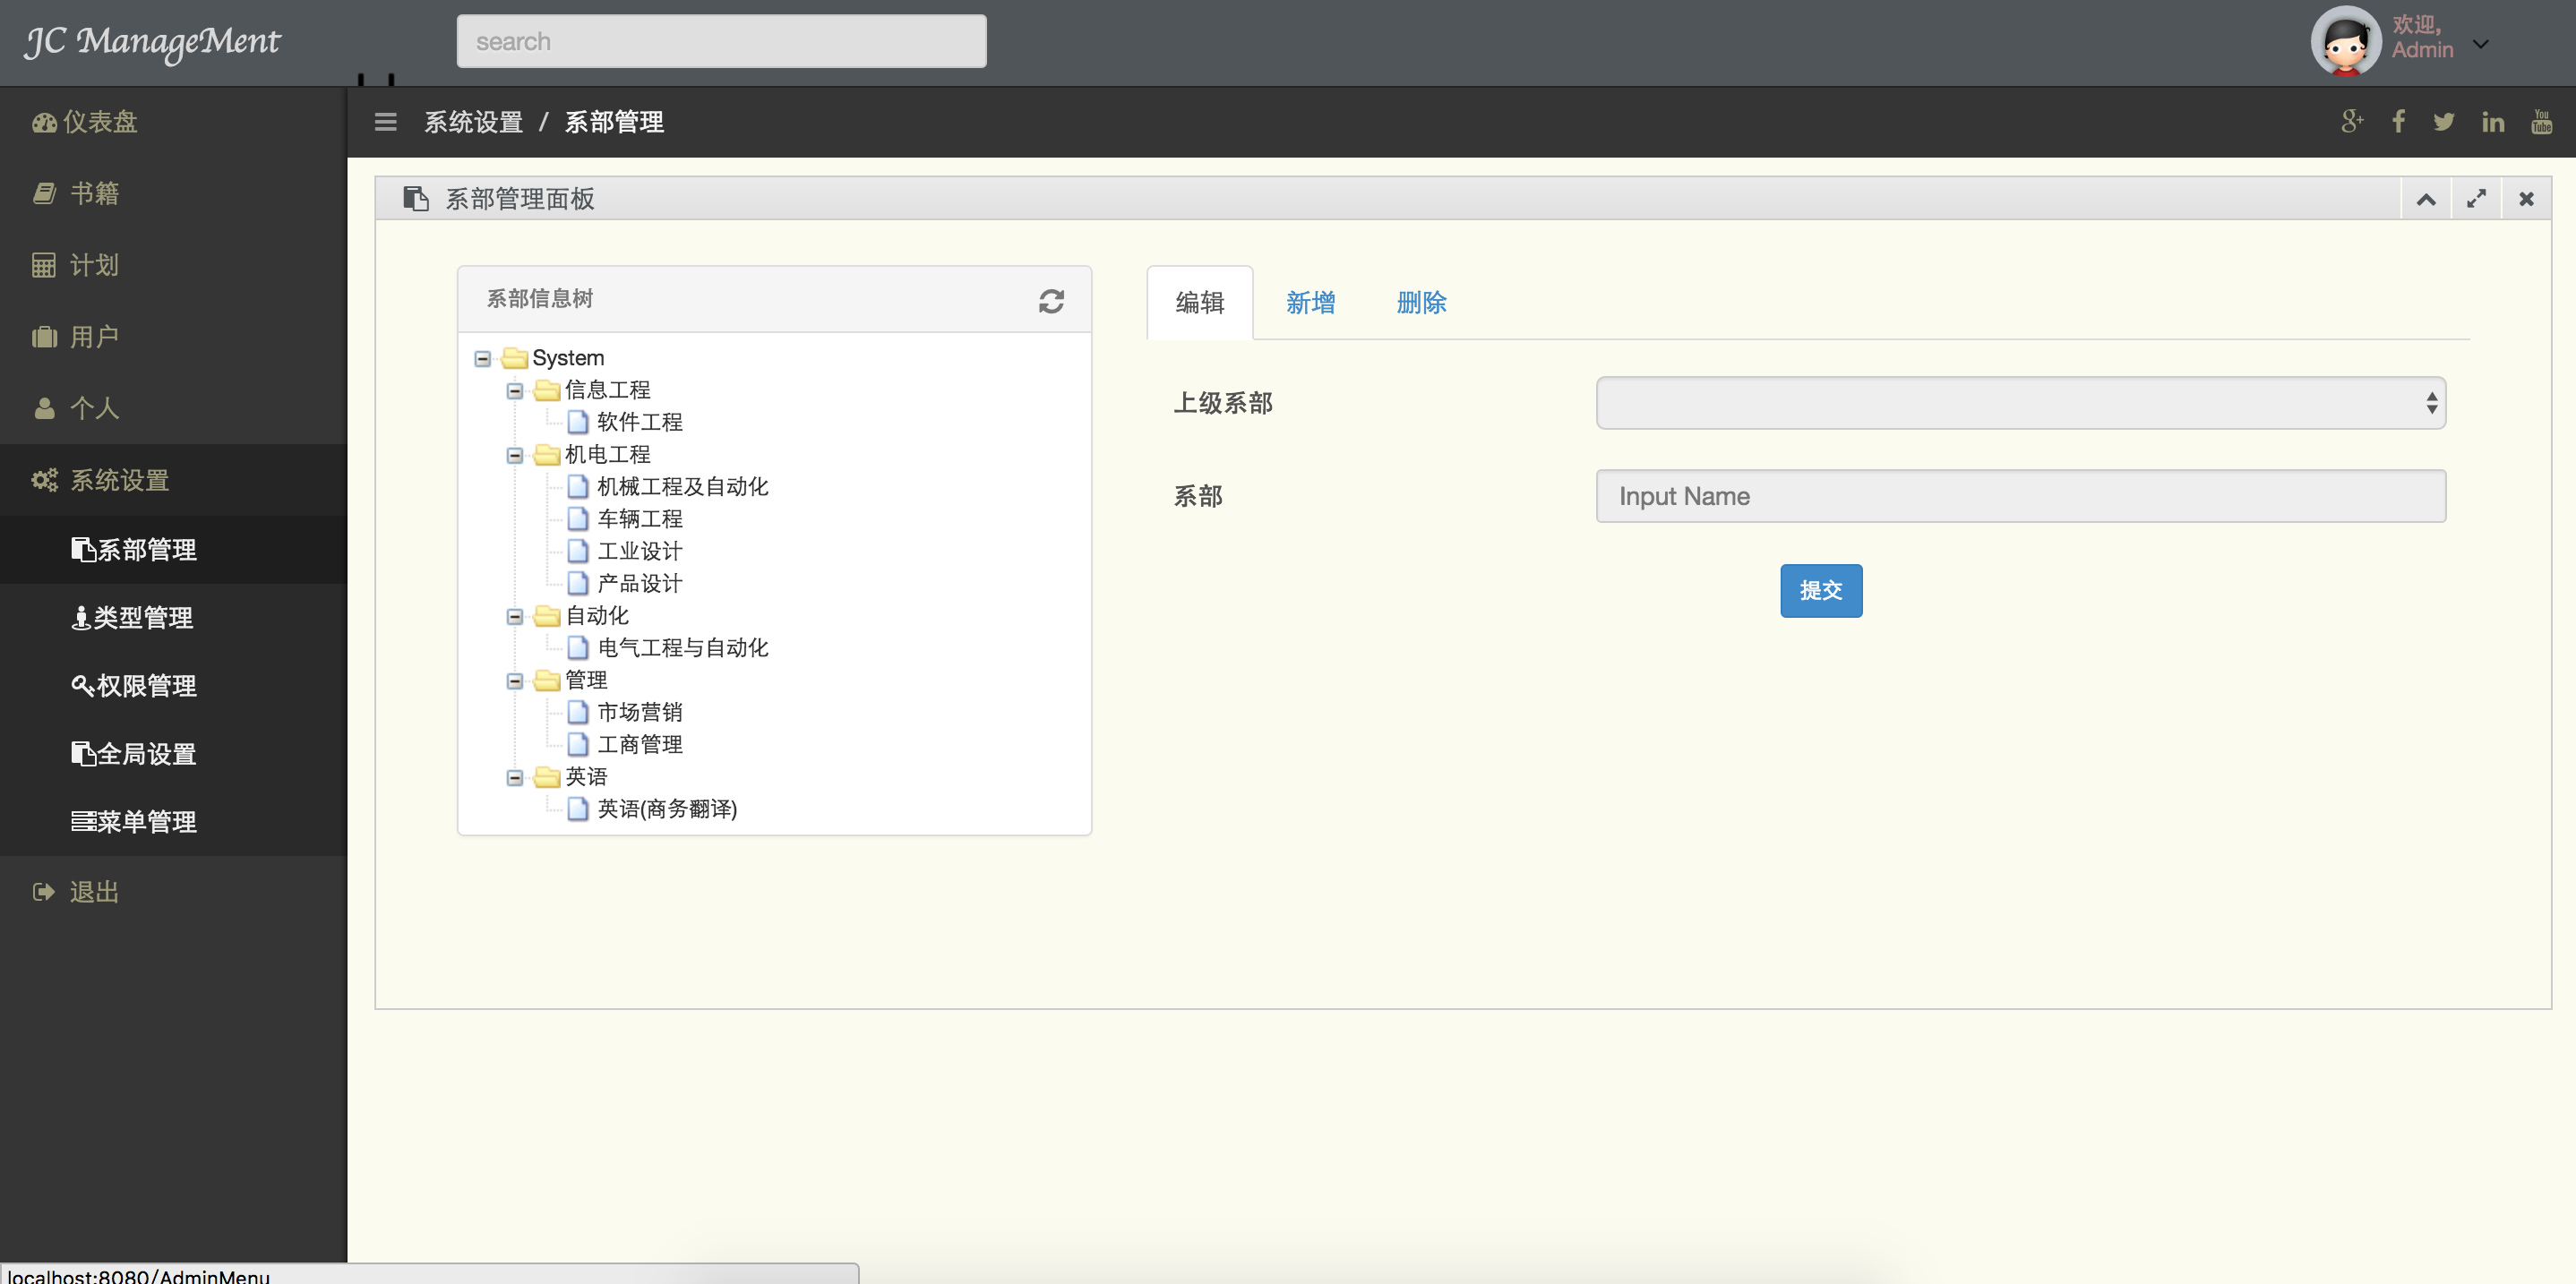 JC ManageMent
search
欢迎,
Admin
仪表盘
书籍
计划
用户
个人
系统设置
系部管理
类型管理
权限管理
全局设置
菜单管理
退出
系统设置 / 系部管理
You
Tube
系部管理面板
系部信息树
System
信息工程
软件工程
机电工程
机械工程及自动化
车辆工程
工业设计
产品设计
自动化
电气工程与自动化
管理
市场营销
工商管理
英语
英语(商务翻译)
编辑 新增 删除
上级系部
系部 Input Name
提交
localhost:8080/AdminMenu